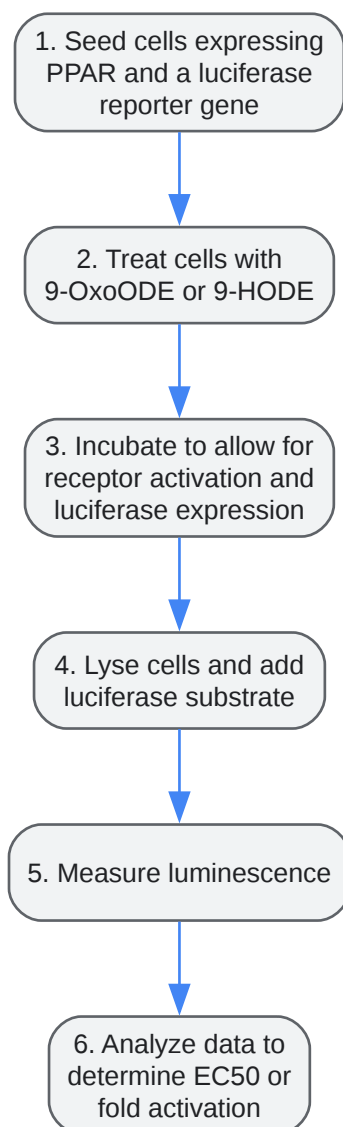 1. Seed cells expressing
PPAR and a luciferase
reporter gene
2. Treat cells with
9-OxoODE or 9-HODE
3. Incubate to allow for
receptor activation and
luciferase expression
4. Lyse cells and add
luciferase substrate
5. Measure luminescence
6. Analyze data to
determine EC50 or
fold activation